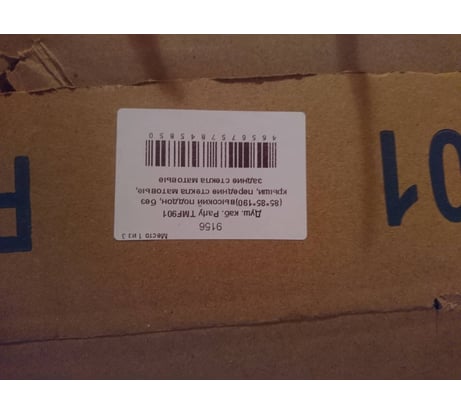 Место 1 из 3
9156
Душ. каб. Parly TMF901
(85*85*190)высокий поддон, без
крыши, передние стекла матовые,
задние стекла матовые
01